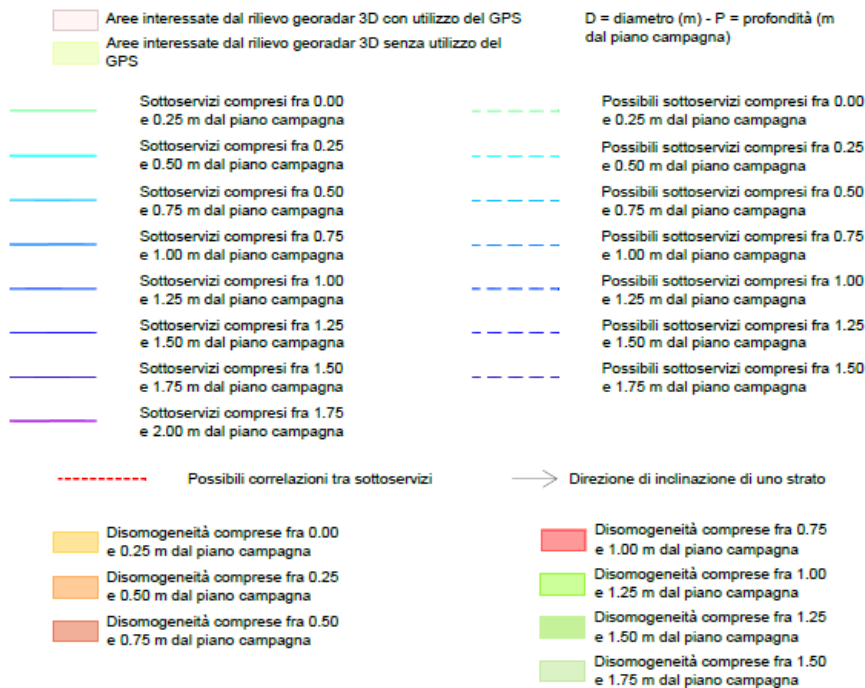 Aree interessate dal rilievo georadar 3D con utilizzo del GPS
Aree interessate dal rilievo georadar 3D senza utilizzo del
GPS
D = diametro (m) - P = profondità (m
dal piano campagna)
Sottoservizi compresi fra 0.00
e 0.25 m dal piano campagna
Sottoservizi compresi fra 0.25
e 0.50 m dal piano campagna
Sottoservizi compresi fra 0.50
e 0.75 m dal piano campagna
Sottoservizi compresi fra 0.75
e 1.00 m dal piano campagna
Sottoservizi compresi fra 1.00
e 1.25 m dal piano campagna
Sottoservizi compresi fra 1.25
e 1.50 m dal piano campagna
Sottoservizi compresi fra 1.50
e 1.75 m dal piano campagna
Sottoservizi compresi fra 1.75
e 2.00 m dal piano campagna
Possibili sottoservizi compresi fra 0.00
e 0.25 m dal piano campagna
Possibili sottoservizi compresi fra 0.25
e 0.50 m dal piano campagna
Possibili sottoservizi compresi fra 0.50
e 0.75 m dal piano campagna
Possibili sottoservizi compresi fra 0.75
e 1.00 m dal piano campagna
Possibili sottoservizi compresi fra 1.00
e 1.25 m dal piano campagna
Possibili sottoservizi compresi fra 1.25
e 1.50 m dal piano campagna
Possibili sottoservizi compresi fra 1.50
e 1.75 m dal piano campagna
Possibili correlazioni tra sottoservizi
Direzione di inclinazione di uno strato
Disomogeneità comprese fra 0.00
e 0.25 m dal piano campagna
Disomogeneità comprese fra 0.25
e 0.50 m dal piano campagna
Disomogeneità comprese fra 0.50
e 0.75 m dal piano campagna
Disomogeneità comprese fra 0.75
e 1.00 m dal piano campagna
Disomogeneità comprese fra 1.00
e 1.25 m dal piano campagna
Disomogeneità comprese fra 1.25
e 1.50 m dal piano campagna
Disomogeneità comprese fra 1.50
e 1.75 m dal piano campagna